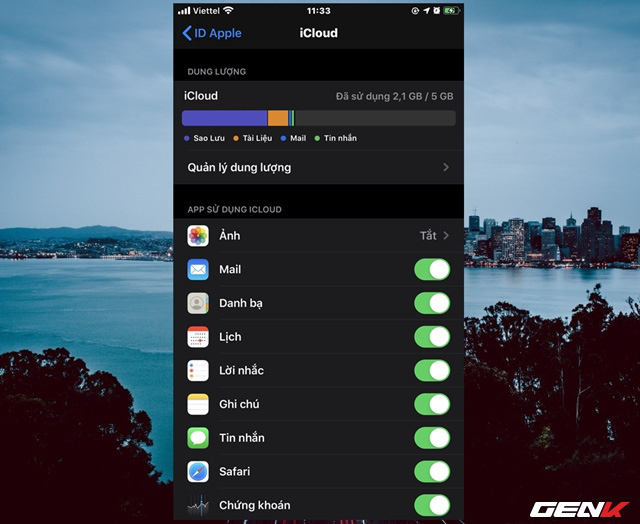 Viettel 11:33
ID Apple iCloud
DUNG LƯỢNG
iCloud Đã sử dụng 2,1 GB / 5 GB
Sao Lưu Tài Liệu Mail Tin nhắn
Quản lý dung lượng
APP SỬ DỤNG ICLOUD
Ảnh Tắt
Mail
Danh bạ
Lịch
Lời nhắc
Ghi chú
Tin nhắn
Safari
Chứng khoán
GENK